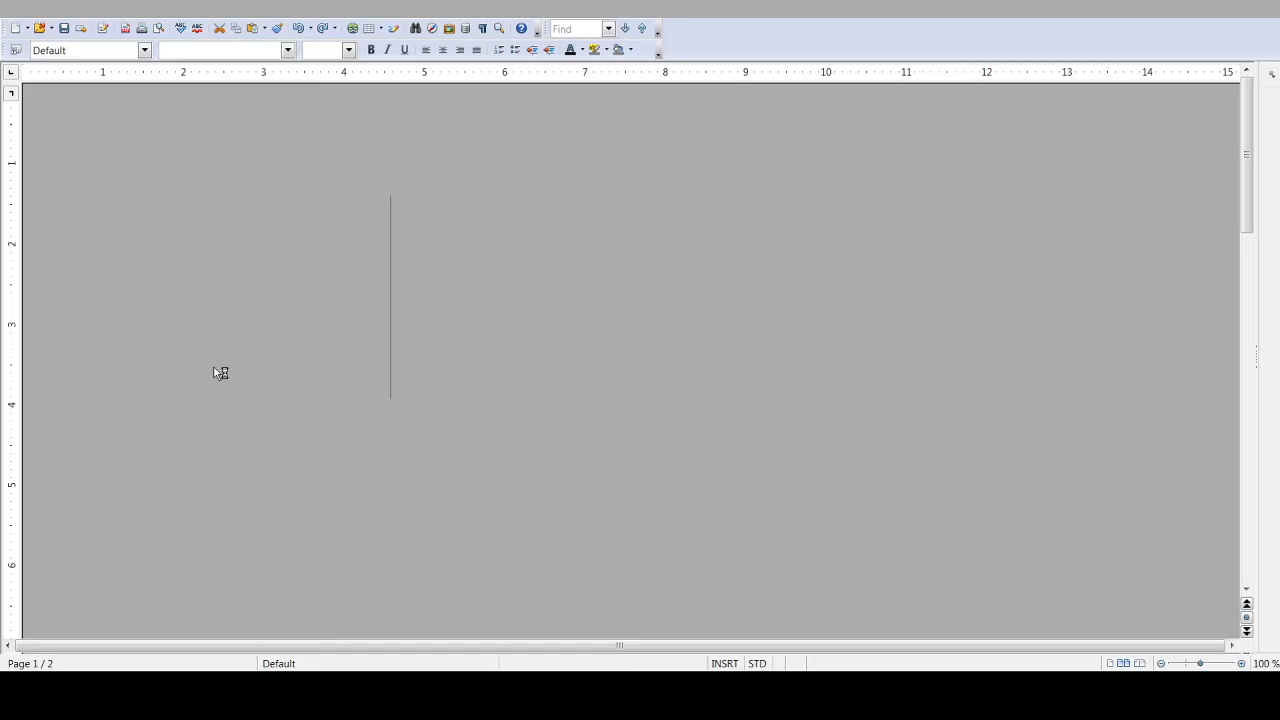 Find
Default
B I U A
1 2 3 4 5 6 7 8 9 10 11 12 13 14 15
1
2
3
4
5
6
Page 1 / 2 Default INSRT STD 100 %